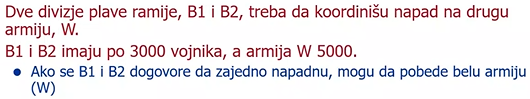 Dve divizje plave ramije, B1 i B2, treba da koordinišu napad na drugu
armiju, W.
B1 i B2 imaju po 3000 vojnika, a armija W 5000.
• Ako se B1 i B2 dogovore da zajedno napadnu, mogu da pobede belu armiju
(W)